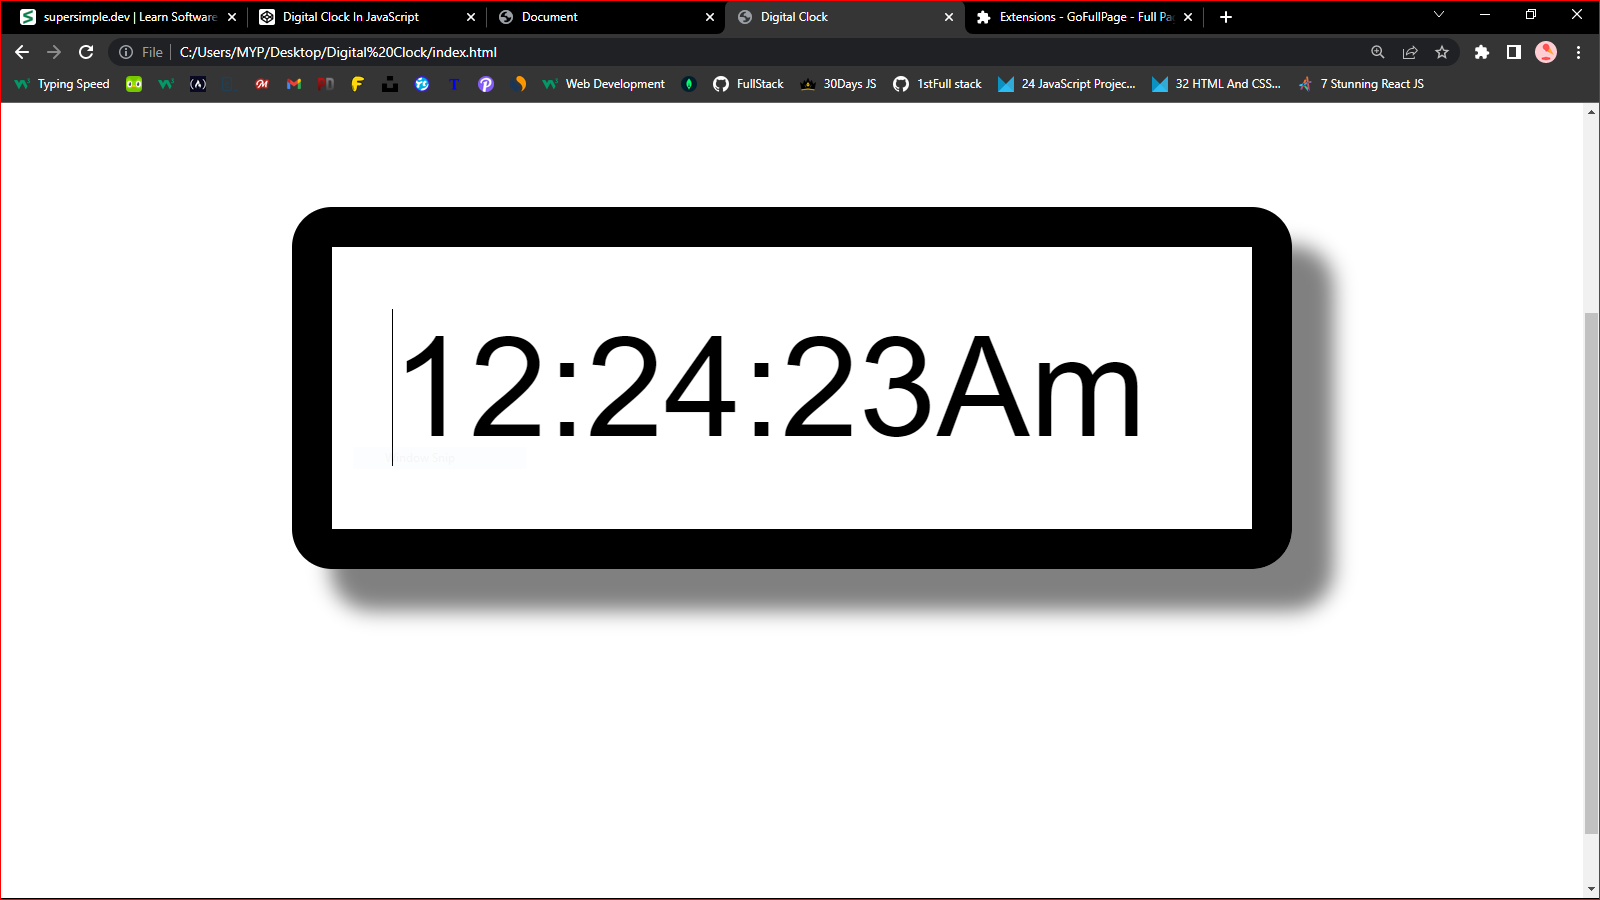 supersimple.dev | Learn Software
Digital Clock In JavaScript
Document
Digital Clock
Extensions - GoFullPage - Full Pa
File
C:/Users/MYP/Desktop/Digital%20Clock/index.html
Typing Speed
Web Development
FullStack
30Days JS
1stFull stack
24 JavaScript Projec...
32 HTML And CSS...
7 Stunning React JS
12:24:23Am